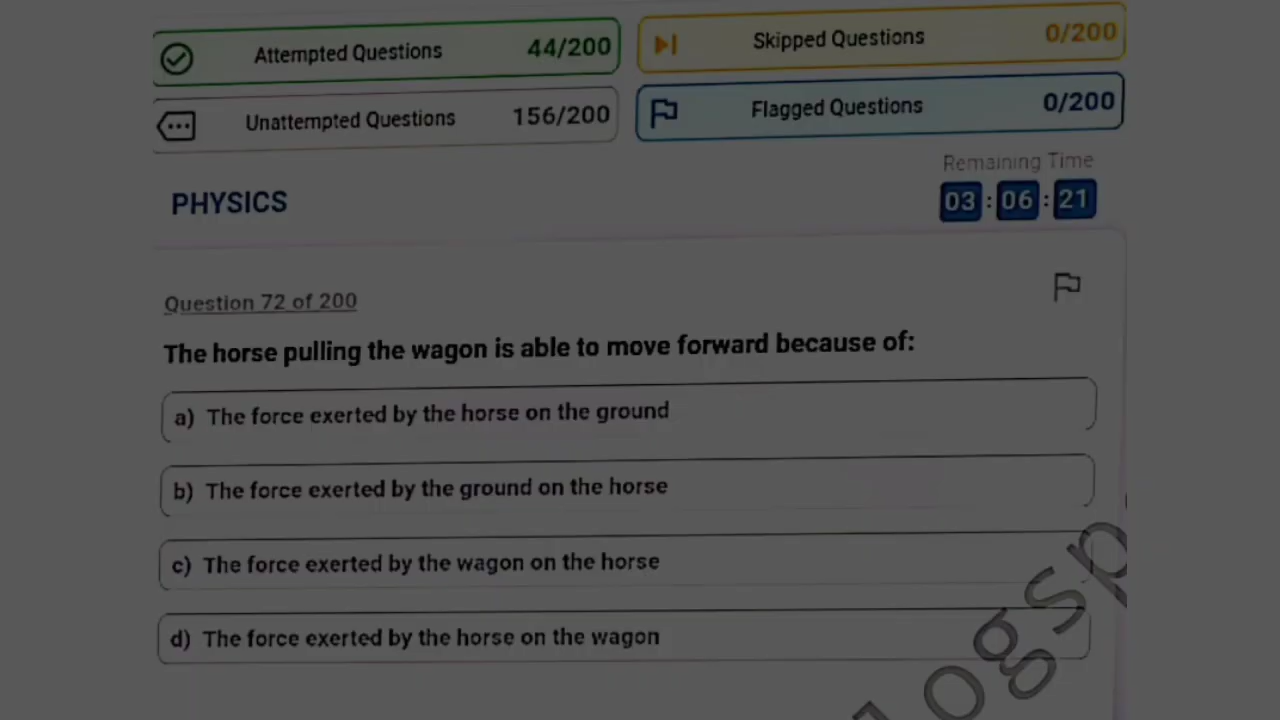 Attempted Questions 44/200
Skipped Questions 0/200
Unattempted Questions 156/200
Flagged Questions 0/200
Remaining Time
PHYSICS
03 : 06 : 21
Question 72 of 200
The horse pulling the wagon is able to move forward because of:
a) The force exerted by the horse on the ground
b) The force exerted by the ground on the horse
c) The force exerted by the wagon on the horse
d) The force exerted by the horse on the wagon